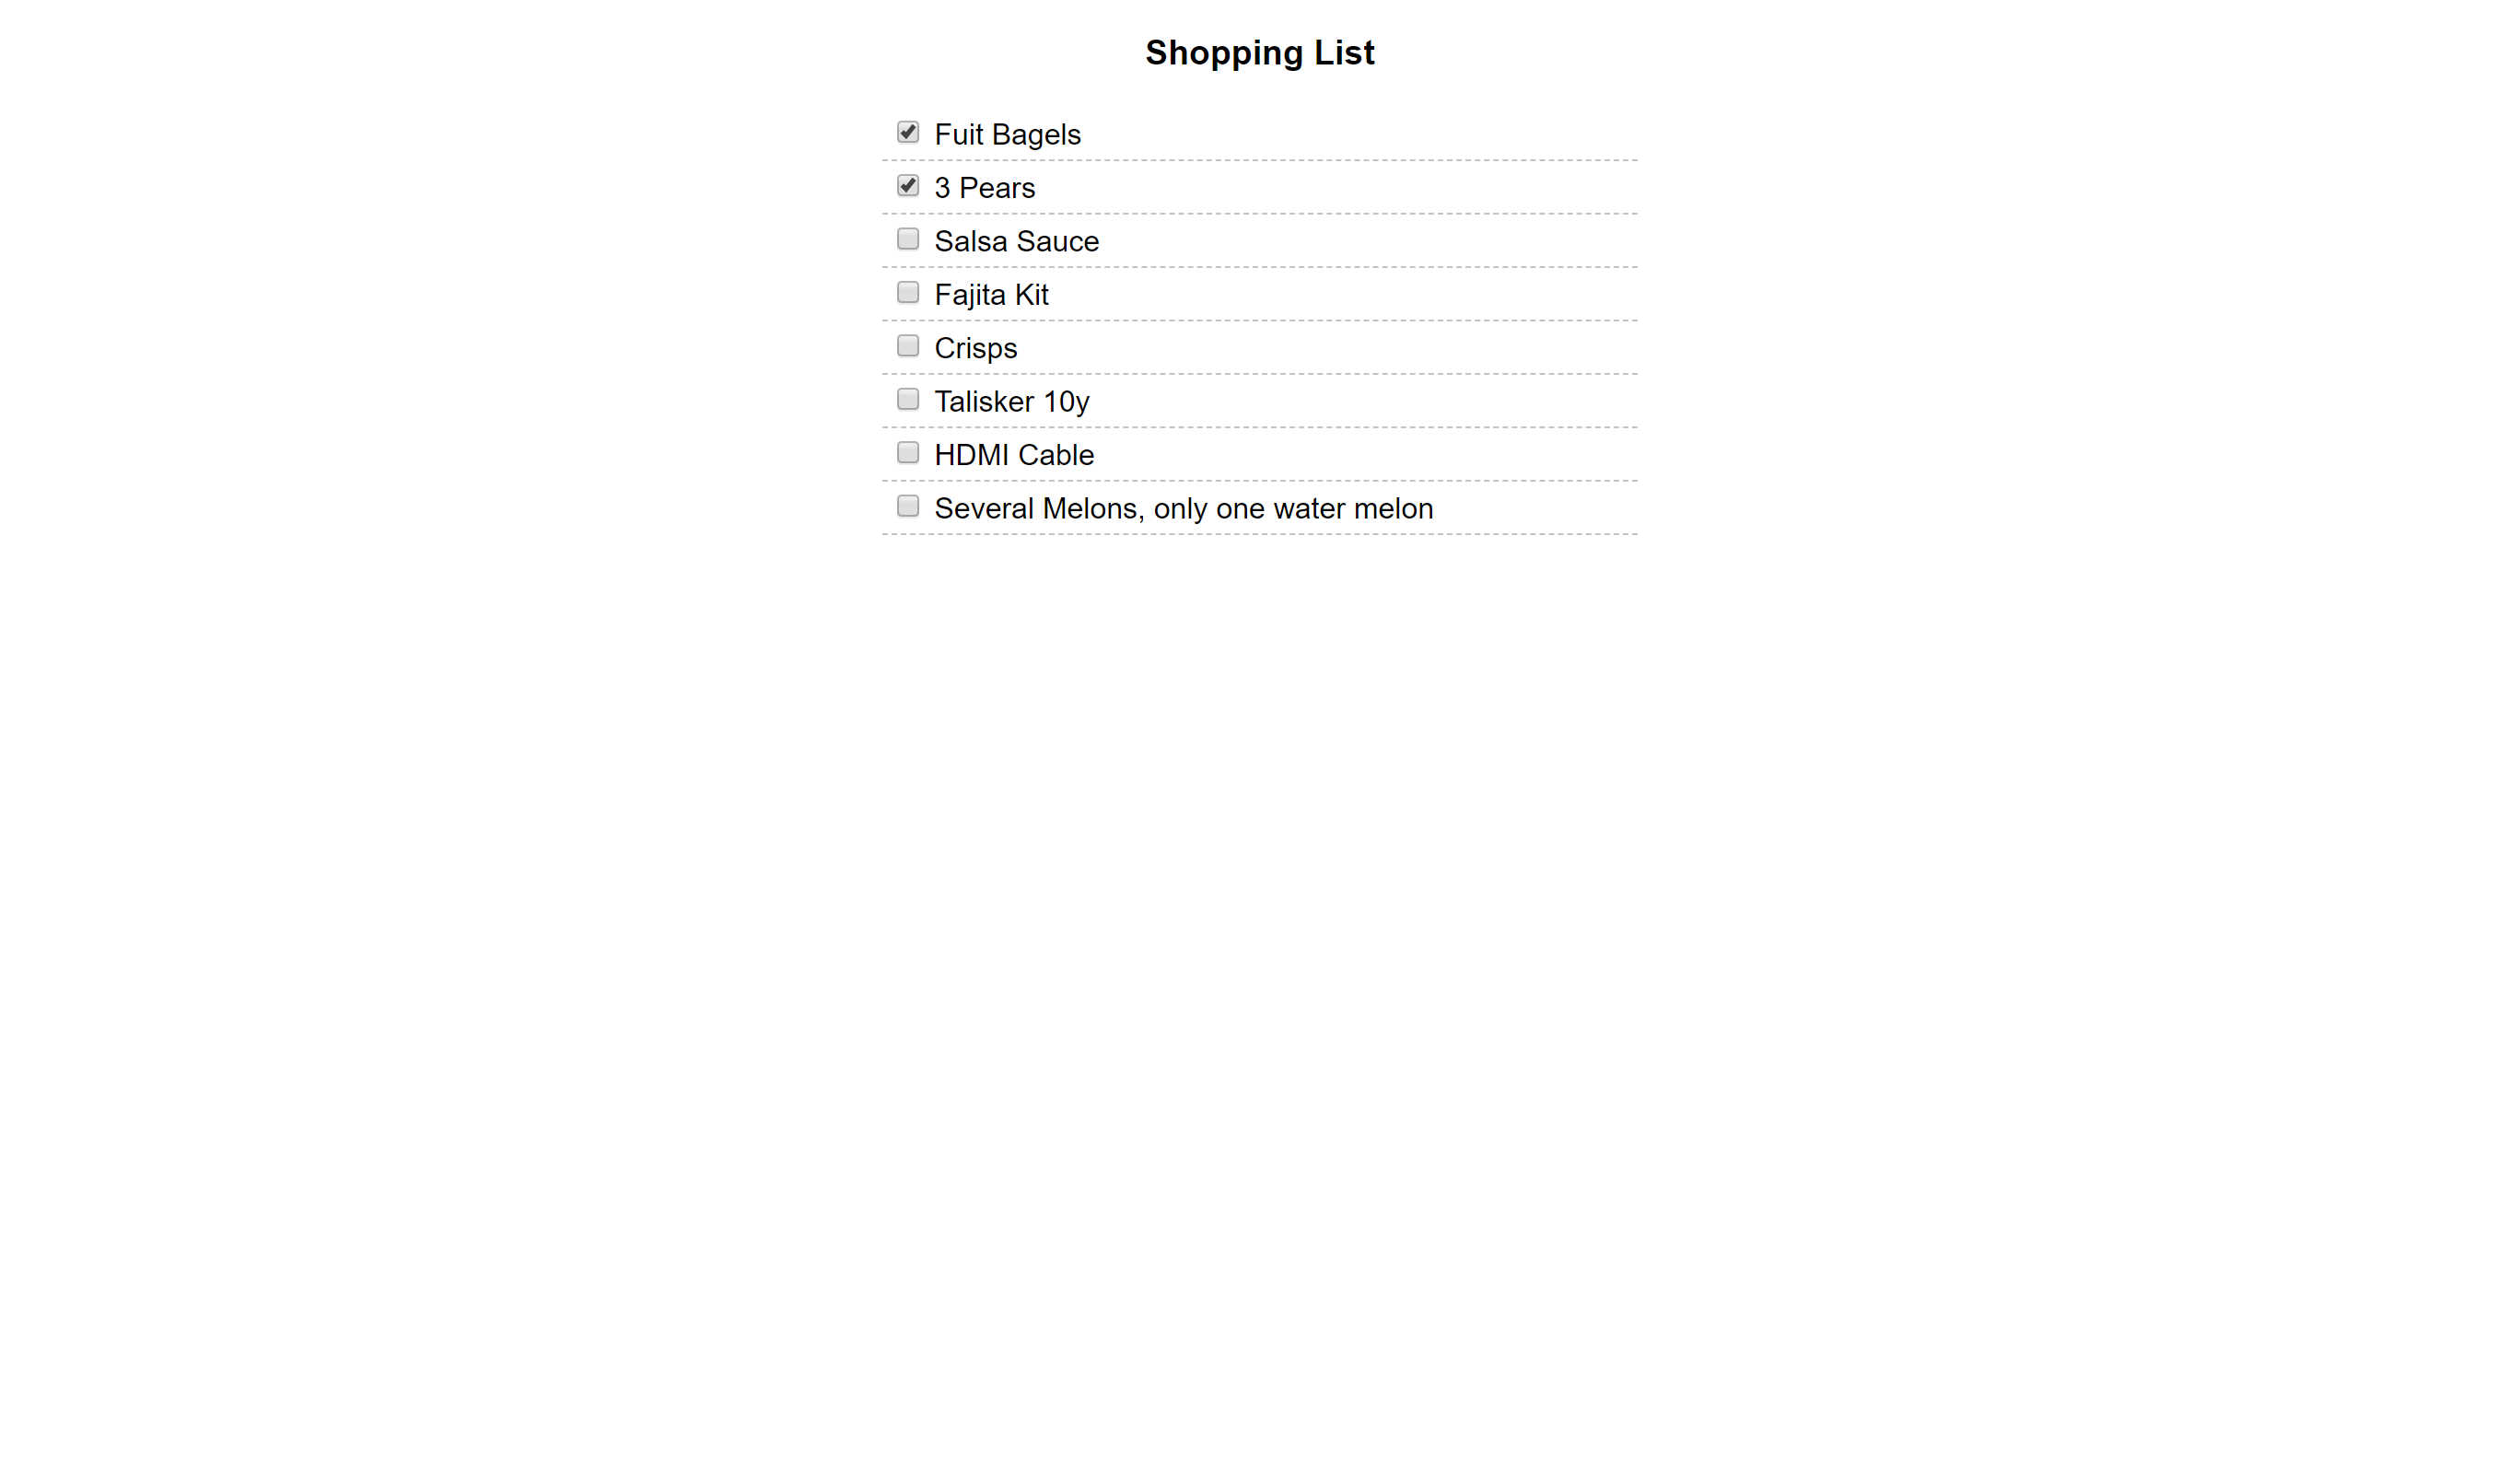 Shopping List
Fuit Bagels
3 Pears
Salsa Sauce
Fajita Kit
Crisps
Talisker 10y
HDMI Cable
Several Melons, only one water melon